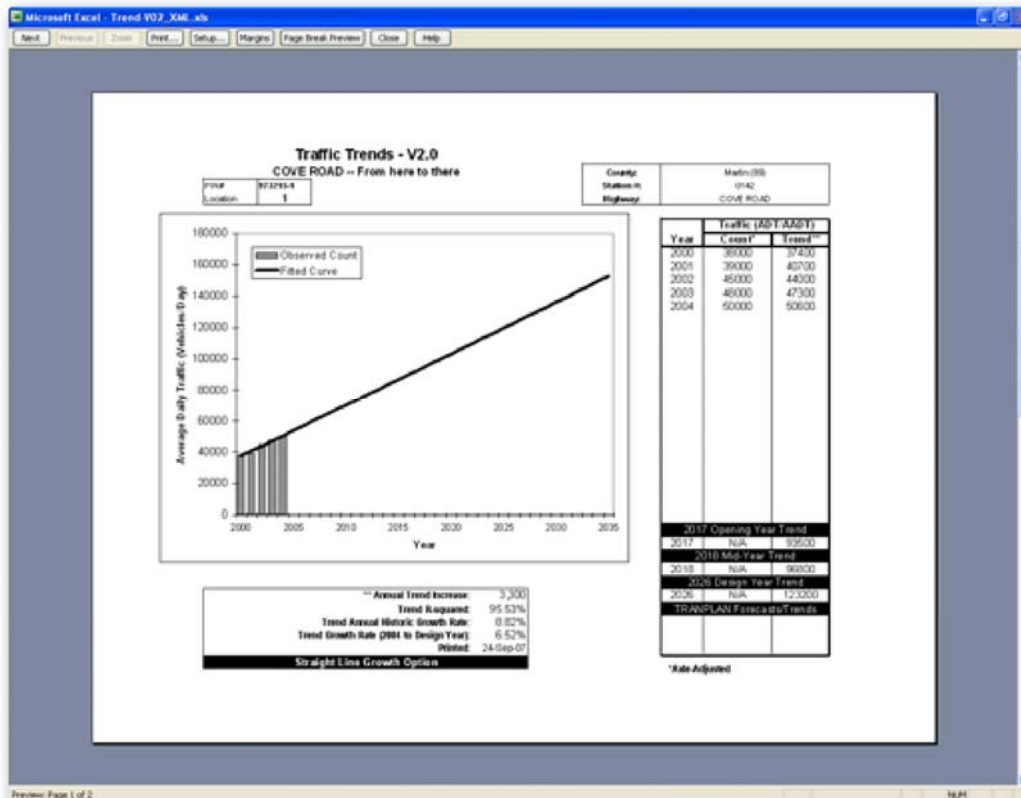 Microsoft Excel - Trend-V02_XML.xls
Next Previous Zoom Print... Setup... Margins Page Break Preview Close Help
Traffic Trends - V2.0
COVE ROAD -- From here to there
Location 1
County: Martin (89)
Station #: 0142
Highway: COVE ROAD
180000
160000
140000
120000
100000
80000
60000
40000
20000
0
Average Daily Traffic (Vehicles/Day)
Observed Count
Fitted Curve
2000 2005 2010 2015 2020 2025 2030 2035
Year
Traffic (ADT/AADT)
Year Count* Trend**
2000 38000 37400
2001 39000 40700
2002 45000 44000
2003 48000 47300
2004 50000 50600
2017 Opening Year Trend
2017 N/A 93500
2018 Mid-Year Trend
2018 N/A 96800
2026 Design Year Trend
2026 N/A 123200
TRANPLAN Forecasts/Trends
** Annual Trend Increase: 3,300
Trend R-squared: 95.53%
Trend Annual Historic Growth Rate: 8.82%
Trend Growth Rate (2004 to Design Year): 6.52%
Printed: 24-Sep-07
Straight Line Growth Option
*Axle-Adjusted
Preview: Page 1 of 2
NUM